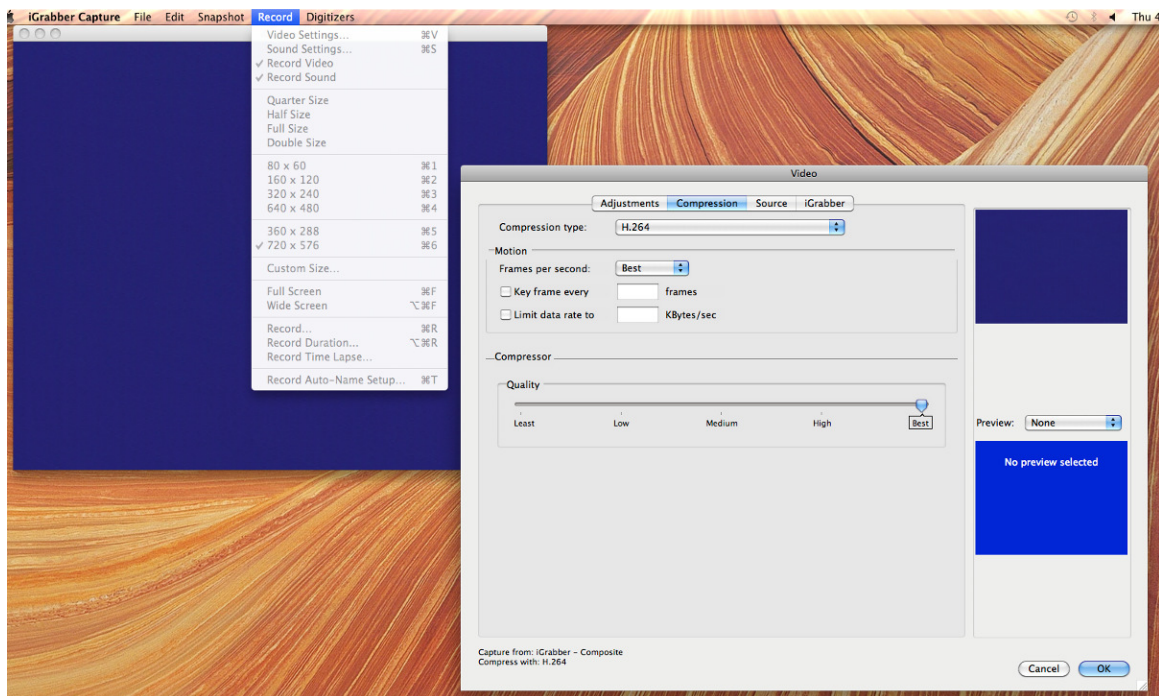 iGrabber Capture File Edit Snapshot Record Digitizers Thu 4
Video Settings... ⌘V
Sound Settings... ⌘S
✓ Record Video
✓ Record Sound
Quarter Size
Half Size
Full Size
Double Size
80 x 60 ⌘1
160 x 120 ⌘2
320 x 240 ⌘3
640 x 480 ⌘4
360 x 288 ⌘5
✓ 720 x 576 ⌘6
Custom Size...
Full Screen ⌘F
Wide Screen ⌥⌘F
Record... ⌘R
Record Duration... ⌥⌘R
Record Time Lapse...
Record Auto-Name Setup... ⌘T
Video
Adjustments Compression Source iGrabber
Compression type: H.264
Motion
Frames per second: Best
Key frame every frames
Limit data rate to KBytes/sec
Compressor
Quality
Least Low Medium High Best
Preview: None
No preview selected
Capture from: iGrabber - Composite
Compress with: H.264
Cancel OK